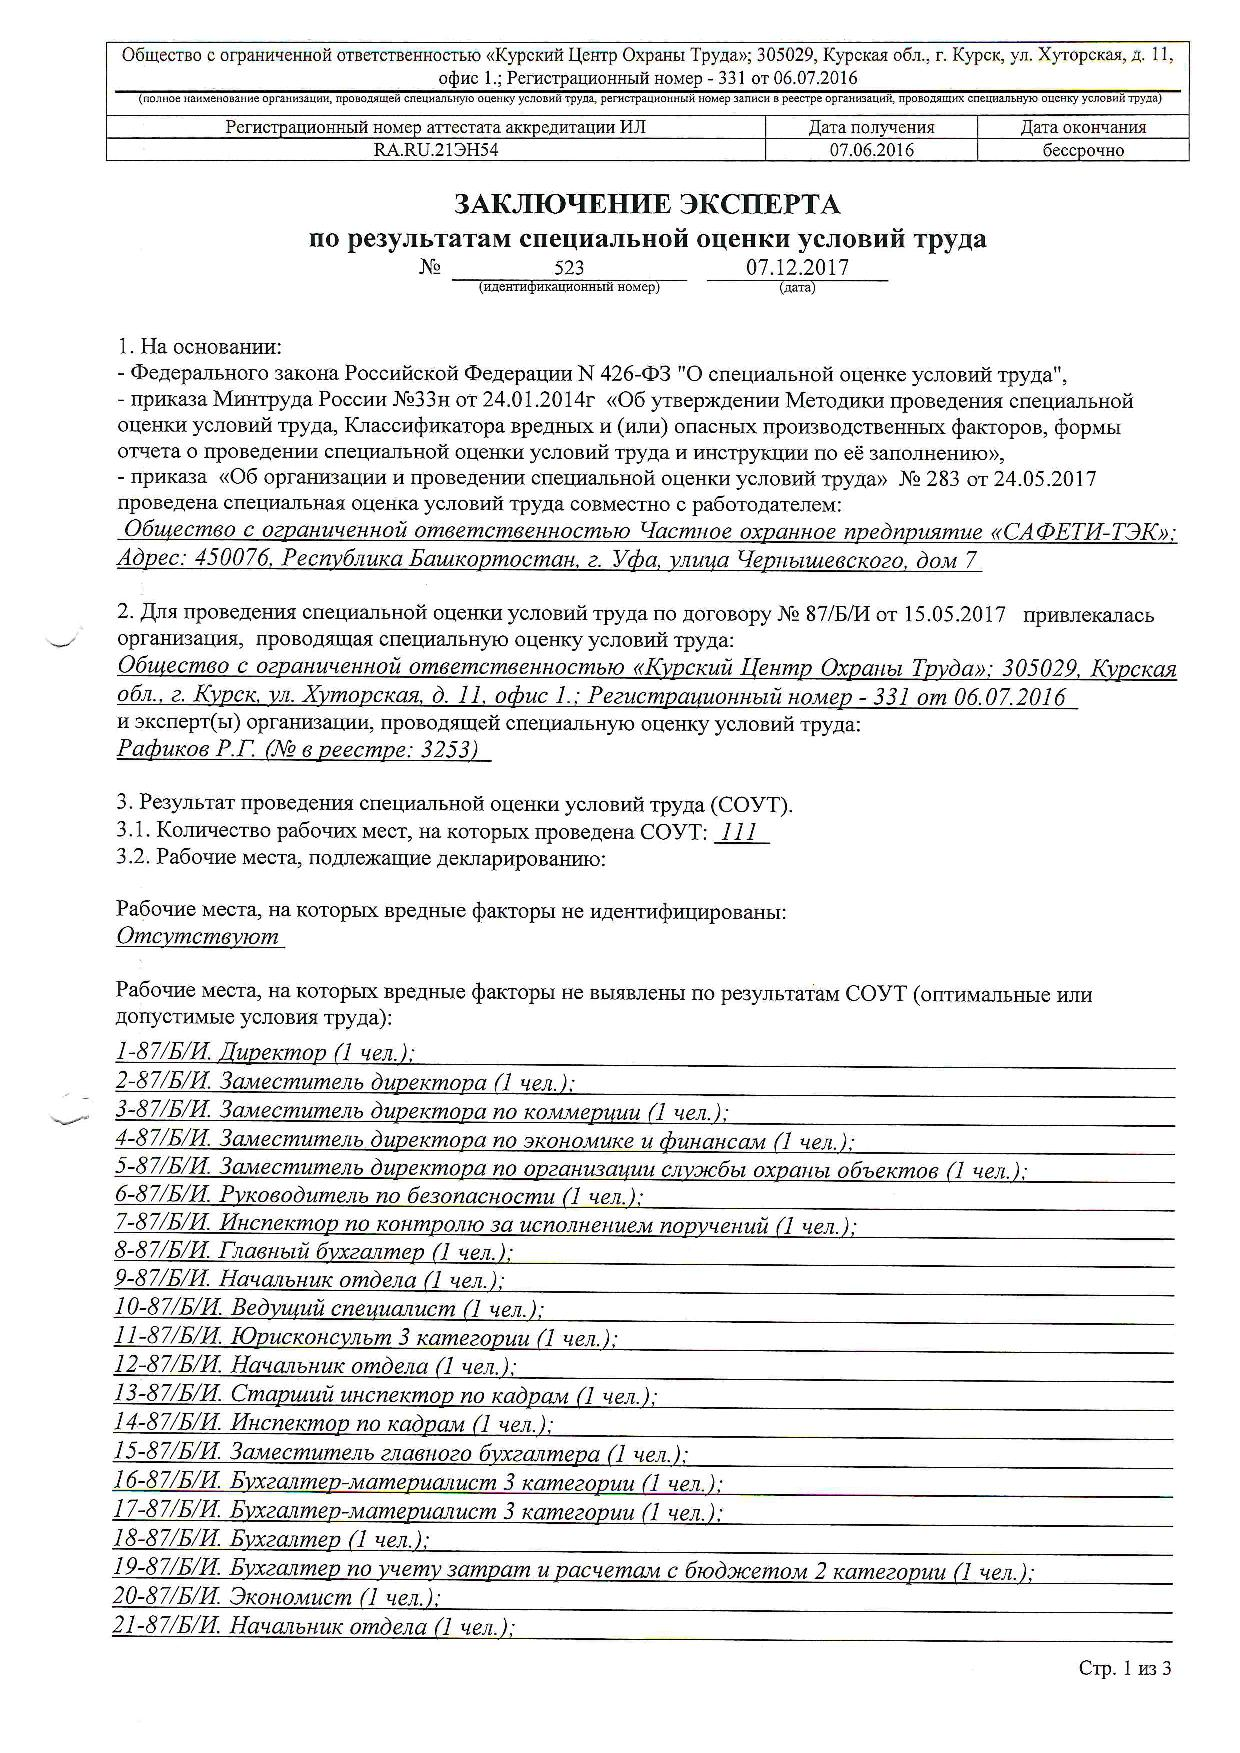 Общество с ограниченной ответственностью «Курский Центр Охраны Труда»; 305029, Курская обл., г. Курск, ул. Хуторская, д. 11,
офис 1.; Регистрационный номер - 331 от 06.07.2016
(полное наименование организации, проводящей специальную оценку условий труда, регистрационный номер записи в реестре организаций, проводящих специальную оценку условий труда)
Регистрационный номер аттестата аккредитации ИЛ Дата получения Дата окончания
RA.RU.21ЭН54 07.06.2016 бессрочно
ЗАКЛЮЧЕНИЕ ЭКСПЕРТА
по результатам специальной оценки условий труда
№ 523 07.12.2017
(идентификационный номер) (дата)
1. На основании:
- Федерального закона Российской Федерации N 426-ФЗ "О специальной оценке условий труда",
- приказа Минтруда России №33н от 24.01.2014г «Об утверждении Методики проведения специальной
оценки условий труда, Классификатора вредных и (или) опасных производственных факторов, формы
отчета о проведении специальной оценки условий труда и инструкции по её заполнению»,
- приказа «Об организации и проведении специальной оценки условий труда» № 283 от 24.05.2017
проведена специальная оценка условий труда совместно с работодателем:
Общество с ограниченной ответственностью Частное охранное предприятие «САФЕТИ-ТЭК»;
Адрес: 450076, Республика Башкортостан, г. Уфа, улица Чернышевского, дом 7
2. Для проведения специальной оценки условий труда по договору № 87/Б/И от 15.05.2017 привлекалась
организация, проводящая специальную оценку условий труда:
Общество с ограниченной ответственностью «Курский Центр Охраны Труда»; 305029, Курская
обл., г. Курск, ул. Хуторская, д. 11, офис 1.; Регистрационный номер - 331 от 06.07.2016
и эксперт(ы) организации, проводящей специальную оценку условий труда:
Рафиков Р.Г. (№ в реестре: 3253)
3. Результат проведения специальной оценки условий труда (СОУТ).
3.1. Количество рабочих мест, на которых проведена СОУТ: 111
3.2. Рабочие места, подлежащие декларированию:
Рабочие места, на которых вредные факторы не идентифицированы:
Отсутствуют
Рабочие места, на которых вредные факторы не выявлены по результатам СОУТ (оптимальные или
допустимые условия труда):
1-87/Б/И. Директор (1 чел.);
2-87/Б/И. Заместитель директора (1 чел.);
3-87/Б/И. Заместитель директора по коммерции (1 чел.);
4-87/Б/И. Заместитель директора по экономике и финансам (1 чел.);
5-87/Б/И. Заместитель директора по организации службы охраны объектов (1 чел.);
6-87/Б/И. Руководитель по безопасности (1 чел.);
7-87/Б/И. Инспектор по контролю за исполнением поручений (1 чел.);
8-87/Б/И. Главный бухгалтер (1 чел.);
9-87/Б/И. Начальник отдела (1 чел.);
10-87/Б/И. Ведущий специалист (1 чел.);
11-87/Б/И. Юрисконсульт 3 категории (1 чел.);
12-87/Б/И. Начальник отдела (1 чел.);
13-87/Б/И. Старший инспектор по кадрам (1 чел.);
14-87/Б/И. Инспектор по кадрам (1 чел.);
15-87/Б/И. Заместитель главного бухгалтера (1 чел.);
16-87/Б/И. Бухгалтер-материалист 3 категории (1 чел.);
17-87/Б/И. Бухгалтер-материалист 3 категории (1 чел.);
18-87/Б/И. Бухгалтер (1 чел.);
19-87/Б/И. Бухгалтер по учету затрат и расчетам с бюджетом 2 категории (1 чел.);
20-87/Б/И. Экономист (1 чел.);
21-87/Б/И. Начальник отдела (1 чел.);
Стр. 1 из 3